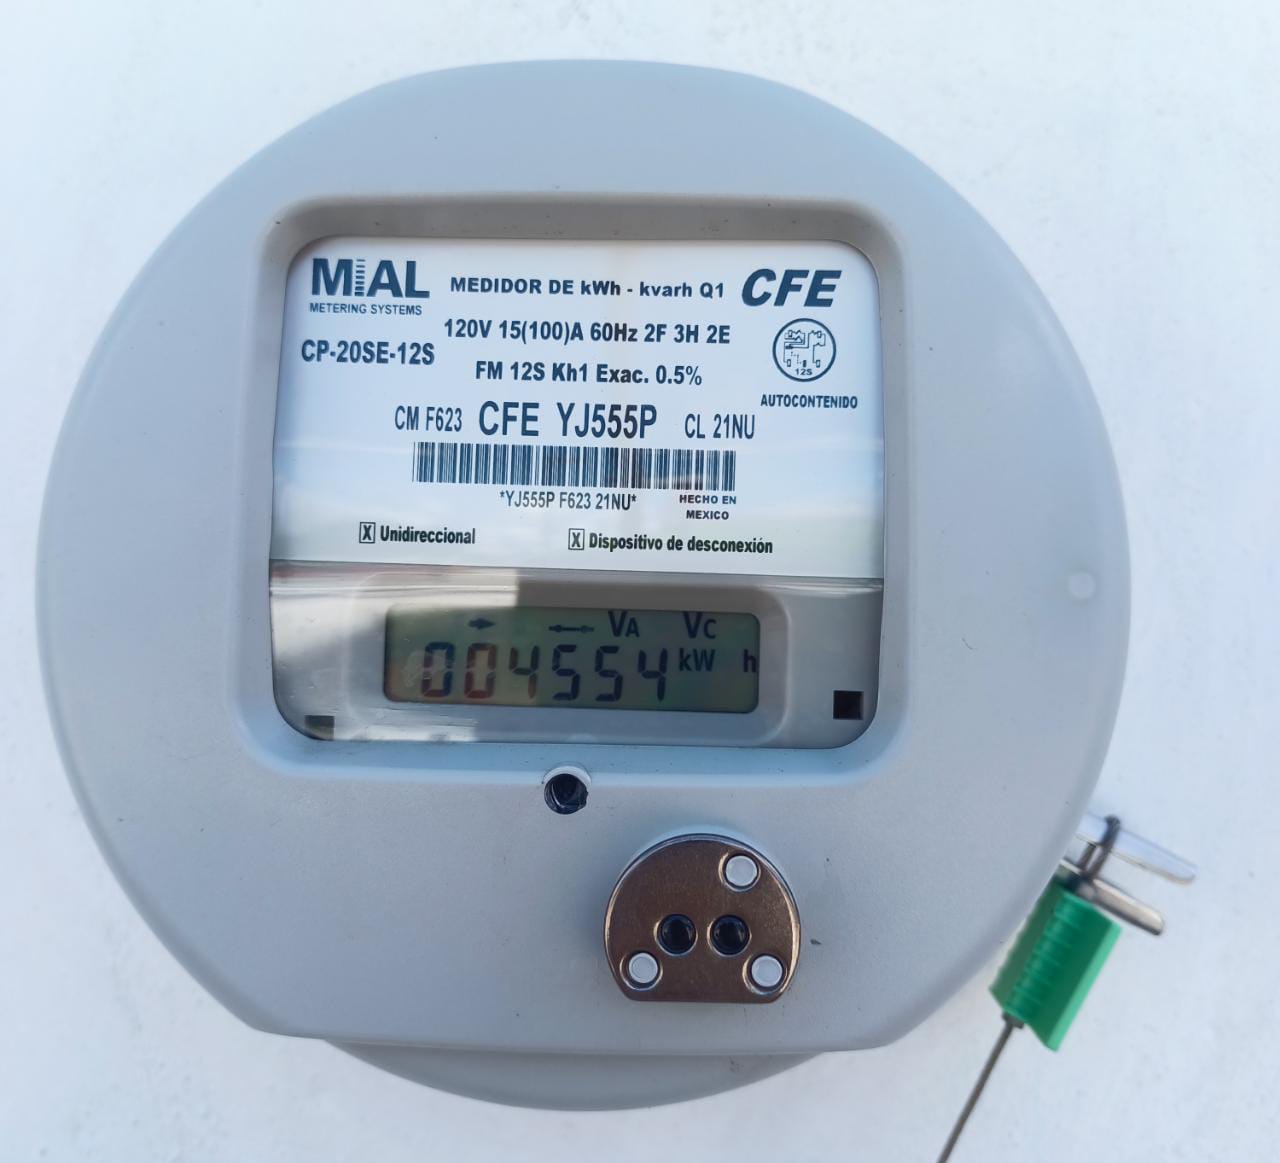 MIAL
METERING SYSTEMS
MEDIDOR DE kWh - kvarh Q1
CFE
120V 15(100)A 60Hz 2F 3H 2E
CP-20SE-12S
FM 12S Kh1 Exac. 0.5%
12S
AUTOCONTENIDO
CM F623 CFE YJ555P CL 21NU
*YJ555P F623 21NU*
HECHO EN
MEXICO
X Unidireccional
X Dispositivo de desconexión
VA VC
004554 kW h